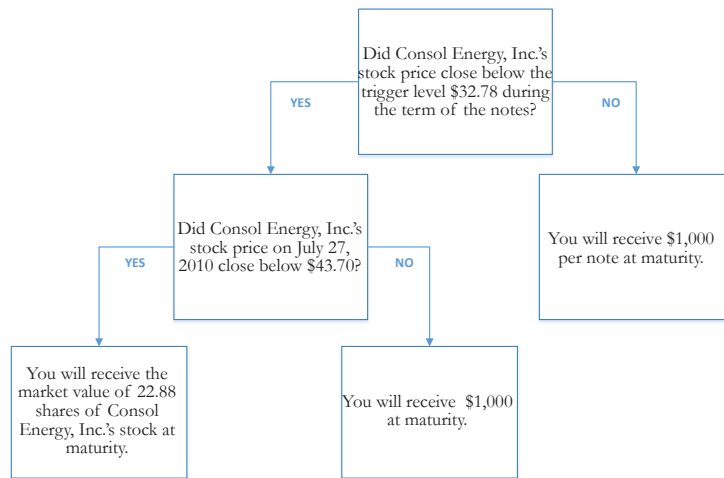 Did Consol Energy, Inc.'s
stock price close below the
trigger level $32.78 during
the term of the notes?
YES
NO
Did Consol Energy, Inc.'s
stock price on July 27,
2010 close below $43.70?
You will receive $1,000
per note at maturity.
YES
NO
You will receive the
market value of 22.88
shares of Consol
Energy, Inc.'s stock at
maturity.
You will receive $1,000
at maturity.